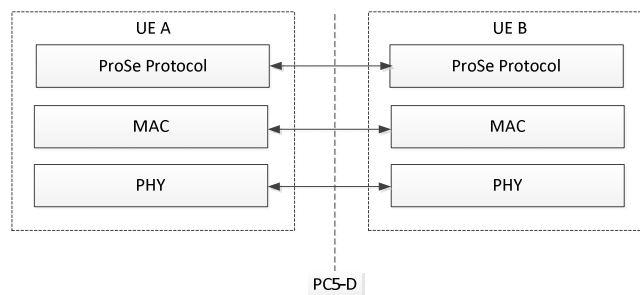 UE A
UE B
ProSe Protocol
ProSe Protocol
MAC
MAC
PHY
PHY
PC5-D